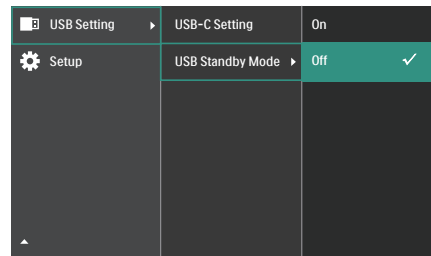 USB Setting
USB-C Setting
On
Setup
USB Standby Mode
Off